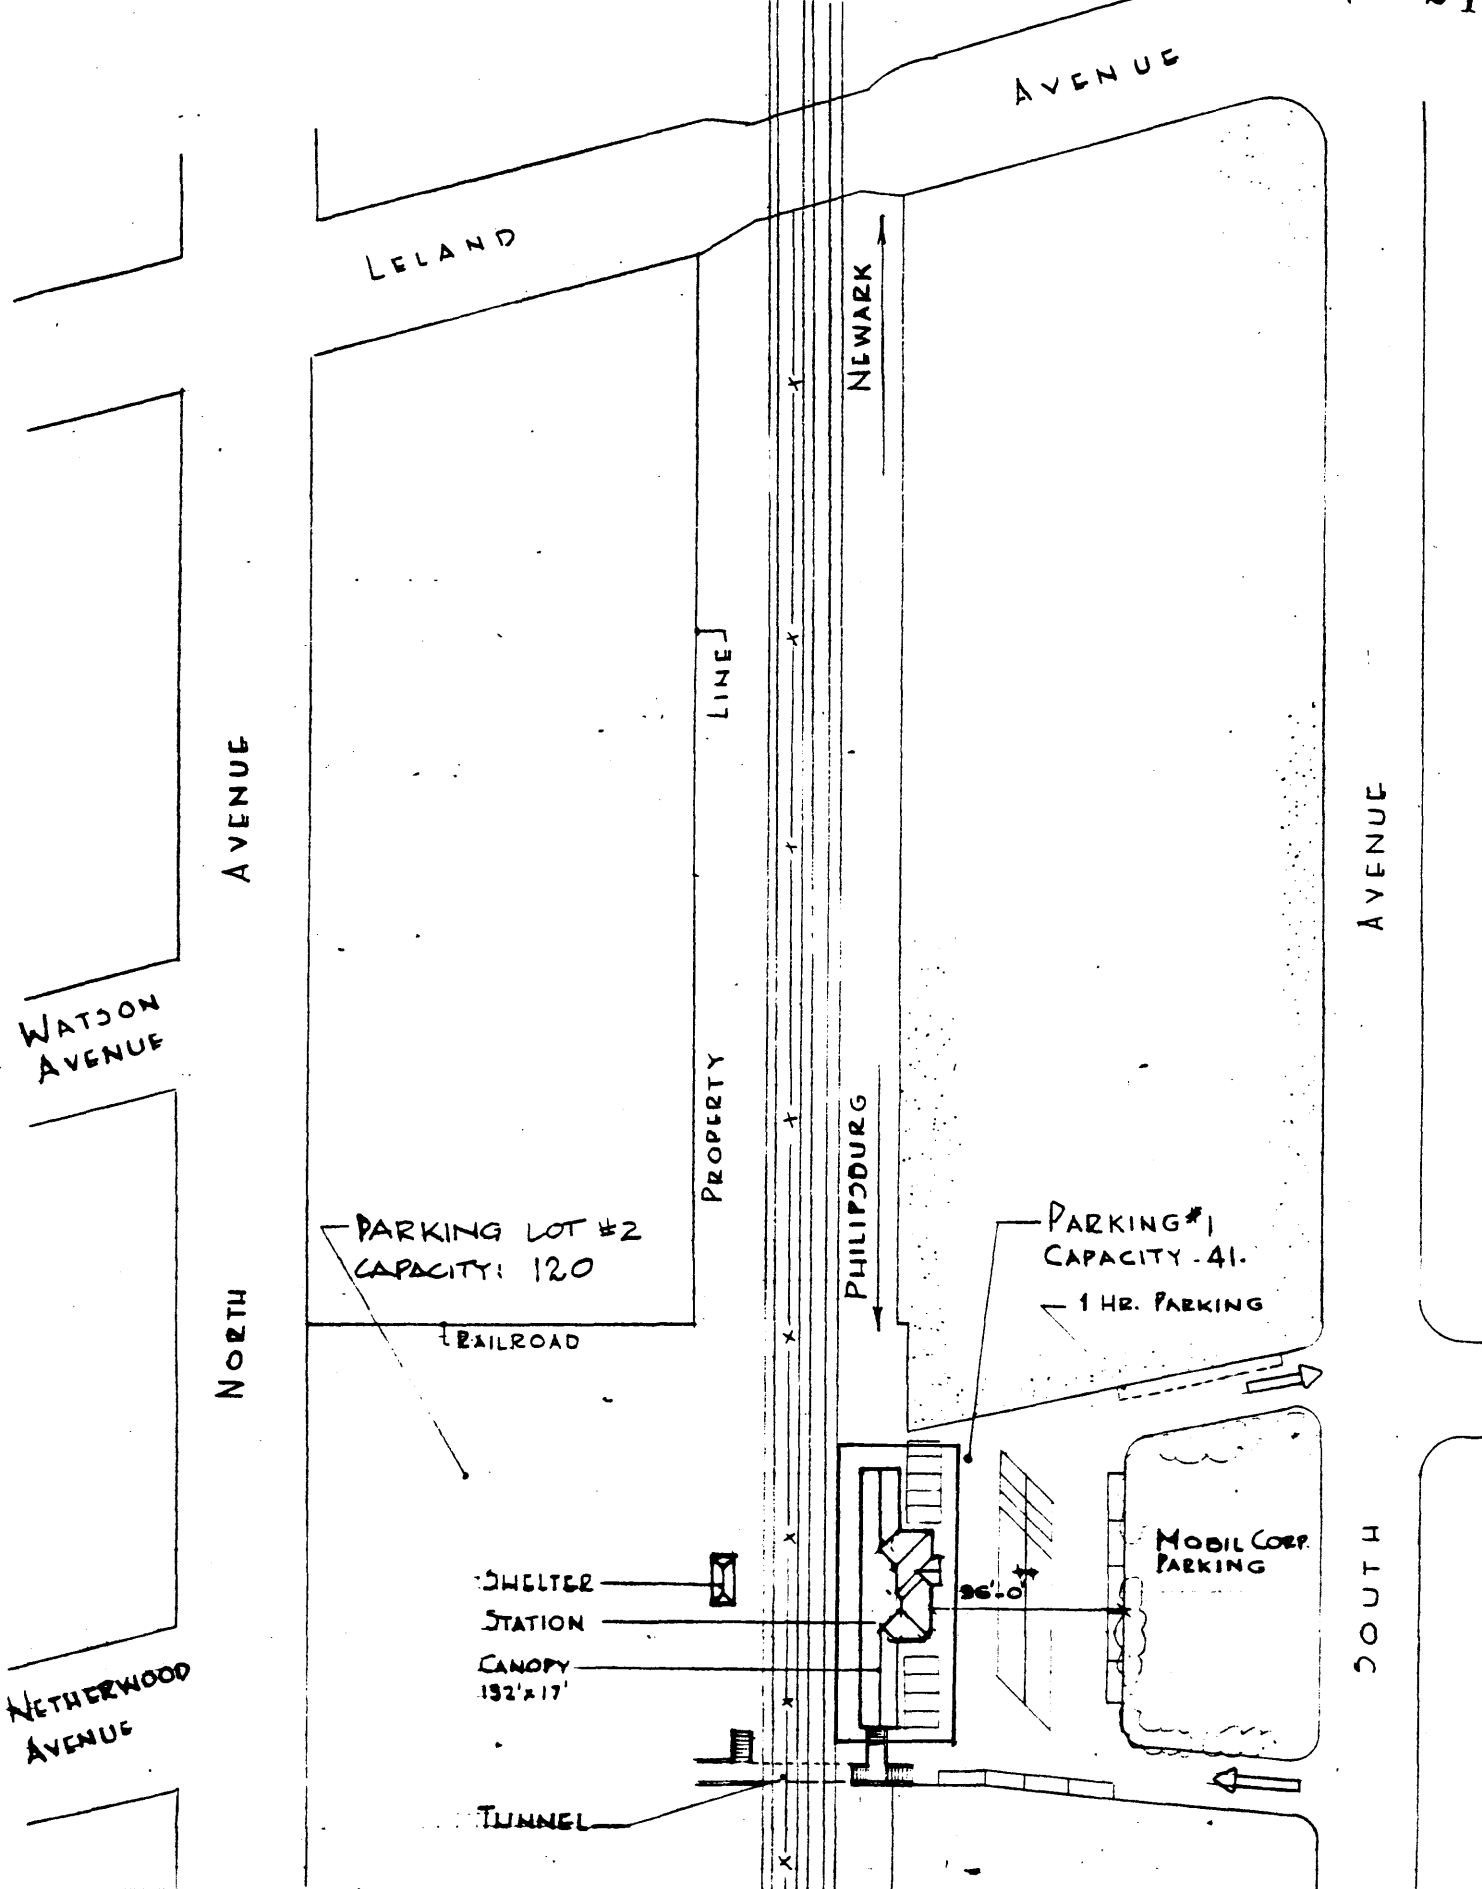 AVENUE
LELAND
NEWARK
LINE
AVENUE
AVENUE
WATSON
AVENUE
PROPERTY
PHILIPSBURG
PARKING LOT #2
CAPACITY: 120
PARKING #1
CAPACITY - 41.
1 HR. PARKING
NORTH
RAILROAD
MOBIL CORP.
PARKING
SHELTER
96'-0"
STATION
SOUTH
CANOPY
192' x 17'
NETHERWOOD
AVENUE
TUNNEL